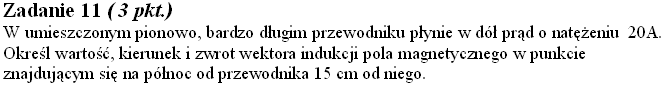 Zadanie 11 ( 3 pkt.)
W umieszczonym pionowo, bardzo długim przewodniku płynie w dół prąd o natężeniu 20A.
Określ wartość, kierunek i zwrot wektora indukcji pola magnetycznego w punkcie
znajdującym się na północ od przewodnika 15 cm od niego.